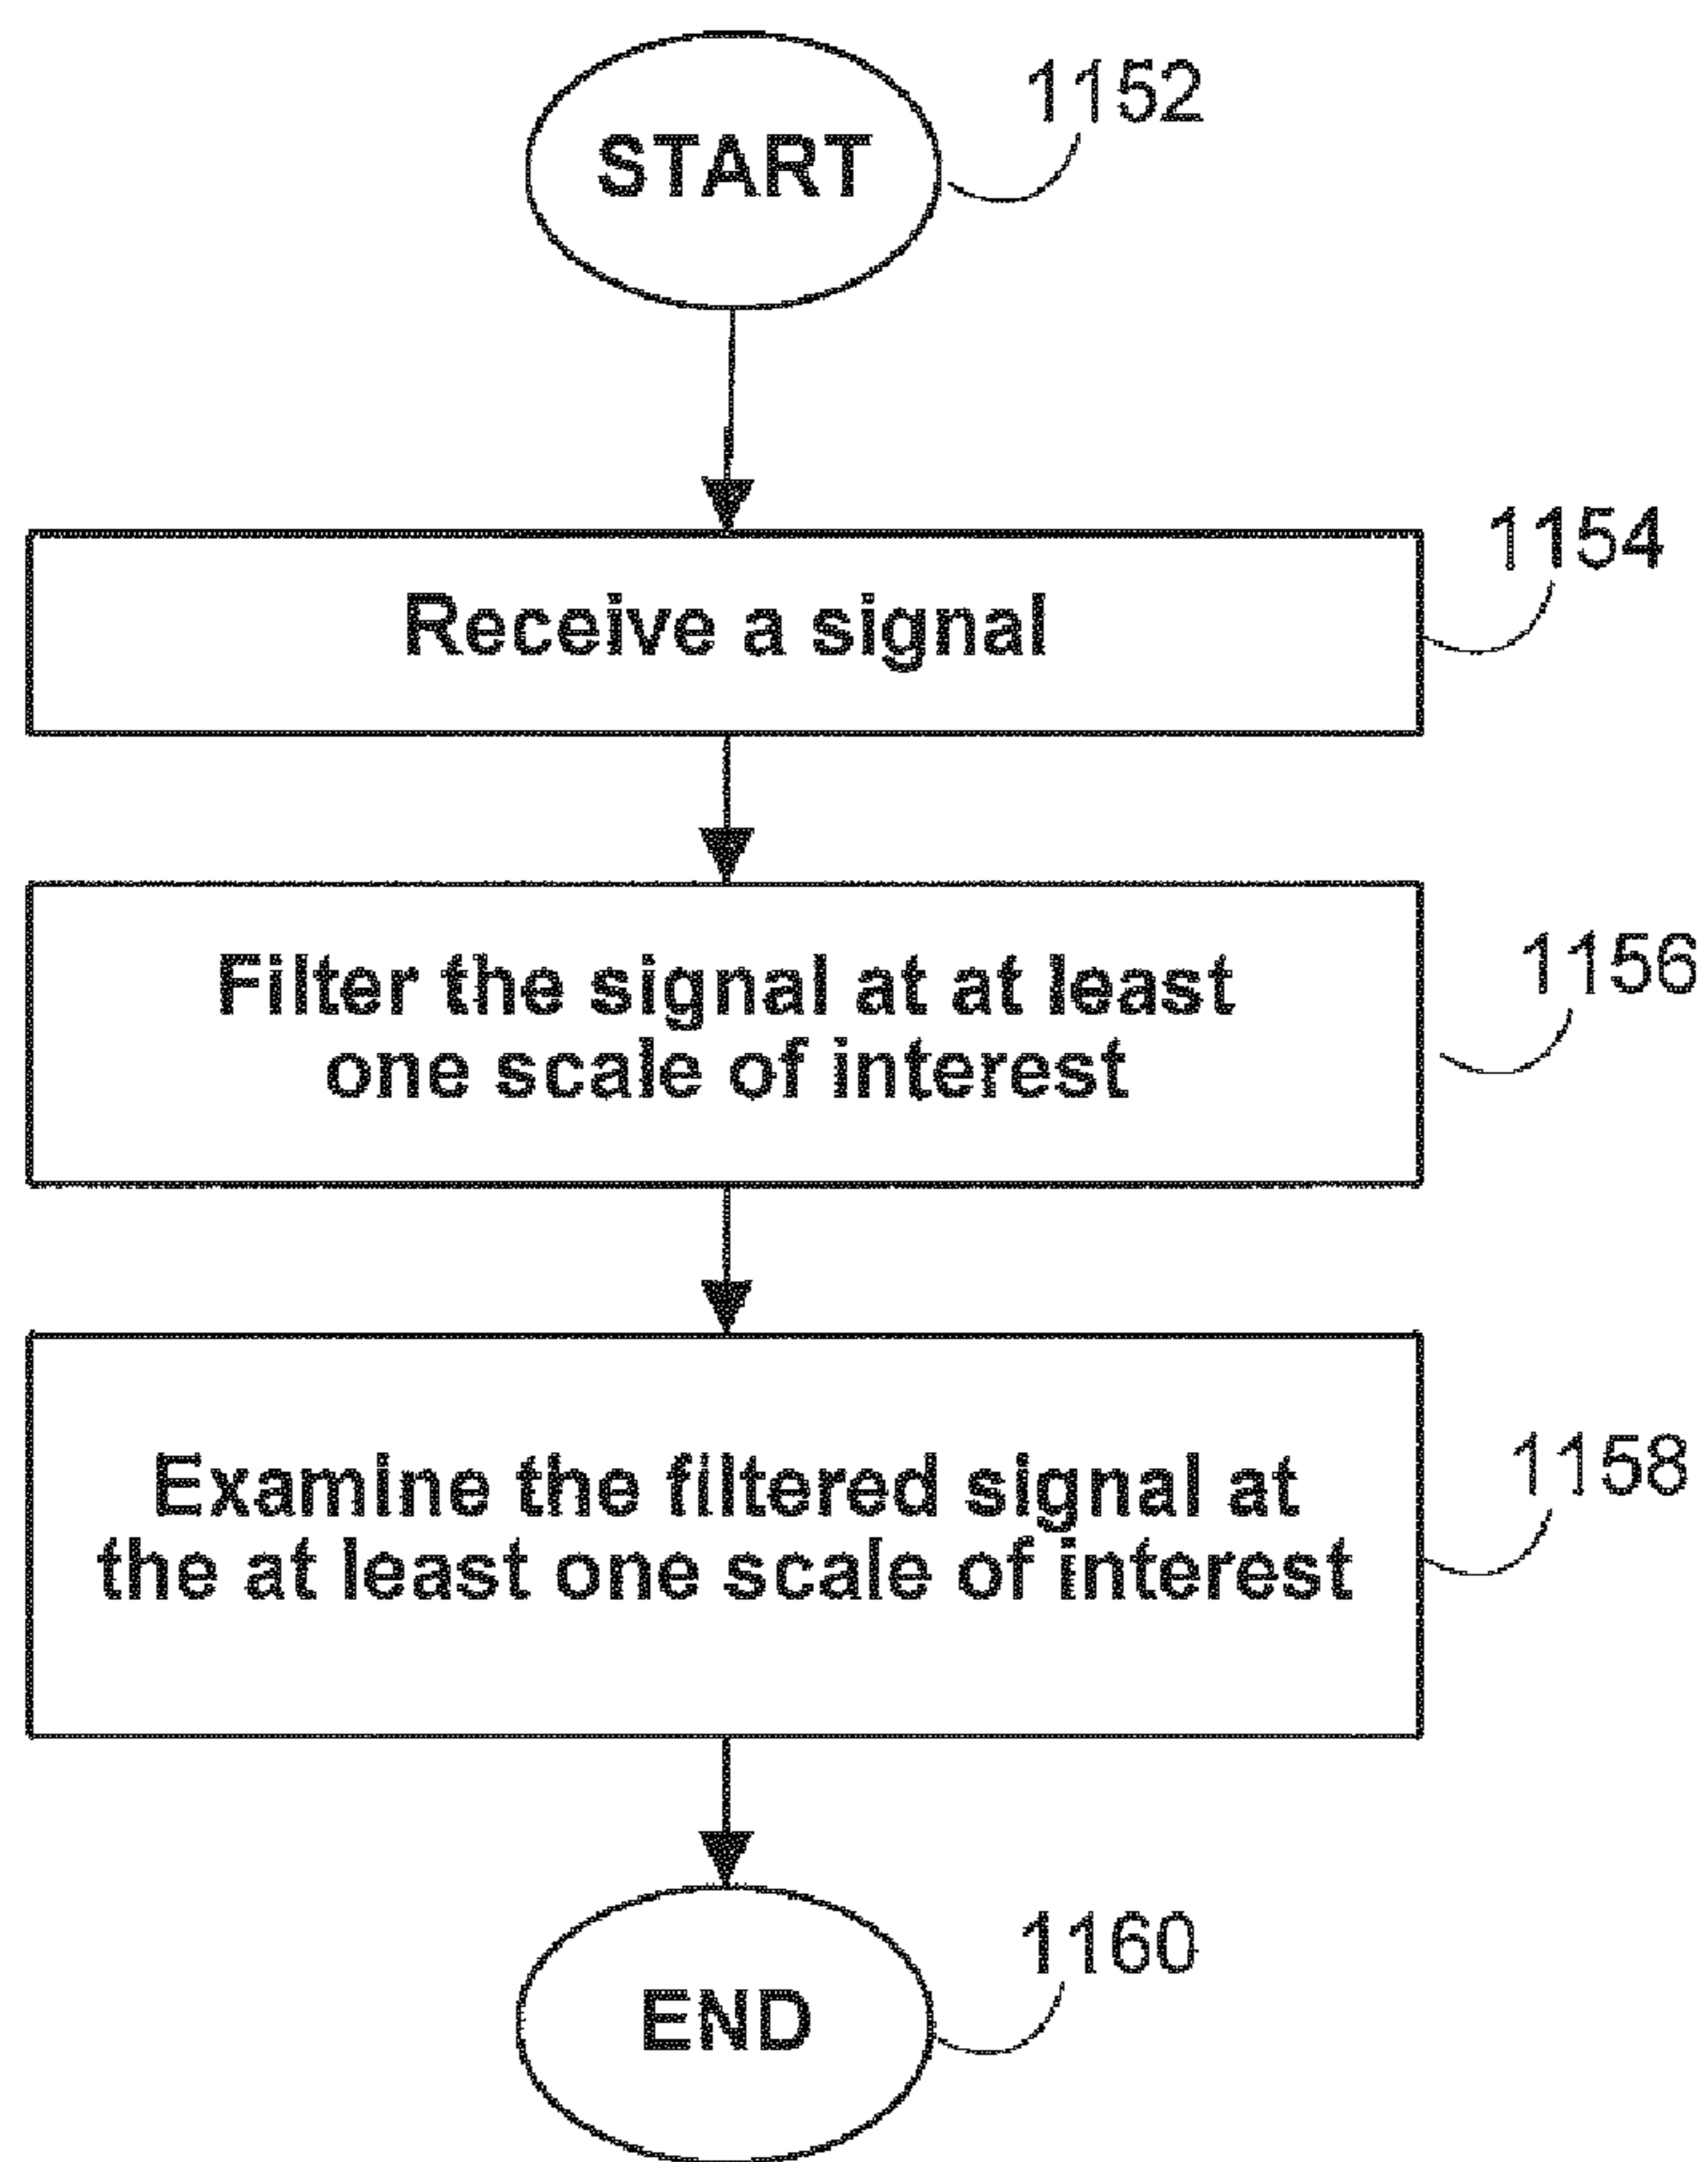 START
1152
Receive a signal
1154
Filter the signal at at least
one scale of interest
1156
Examine the filtered signal at
the at least one scale of interest
1158
END
1160